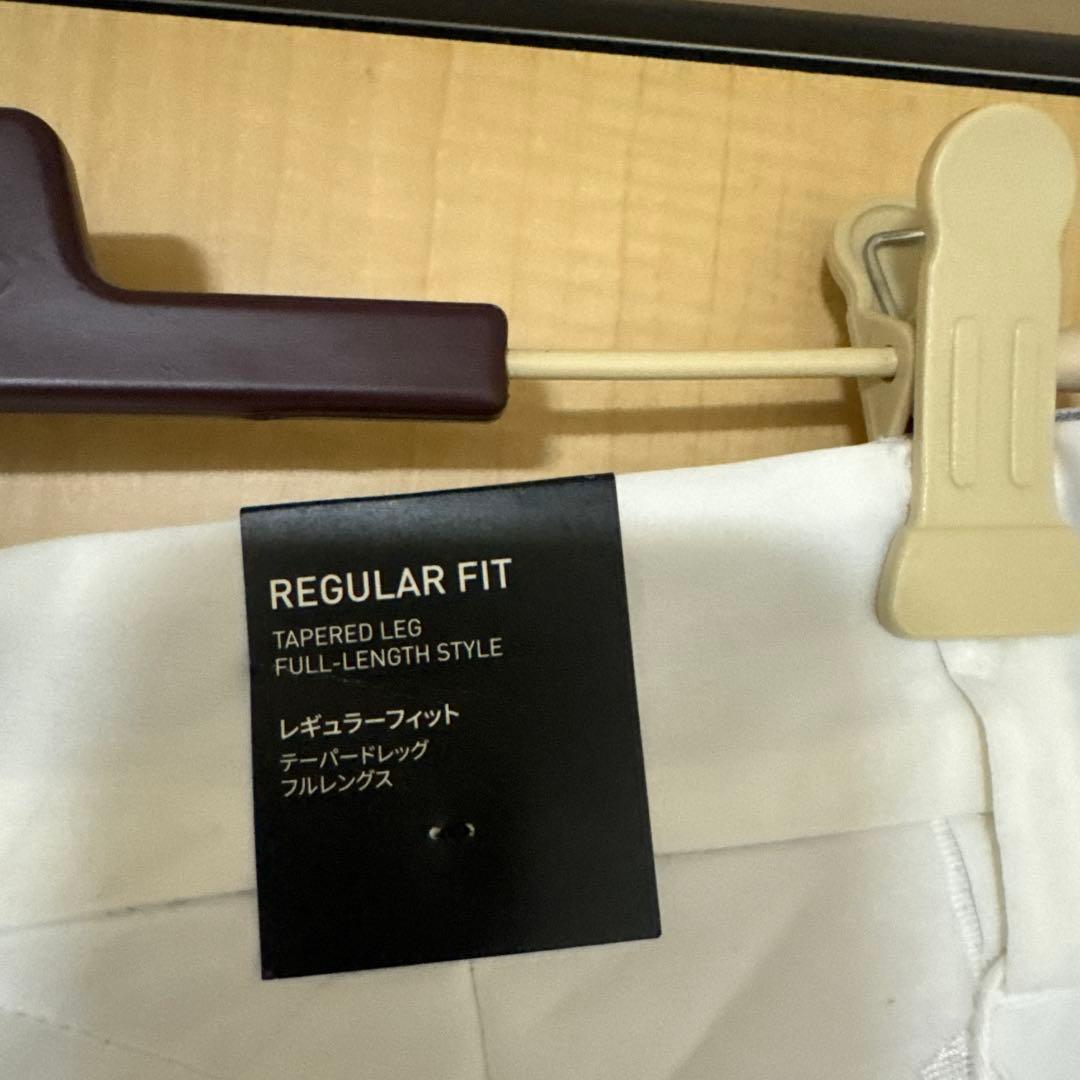 REGULAR FIT
TAPERED LEG
FULL-LENGTH STYLE
レギュラーフィット
テーパードレッグ
フルレングス